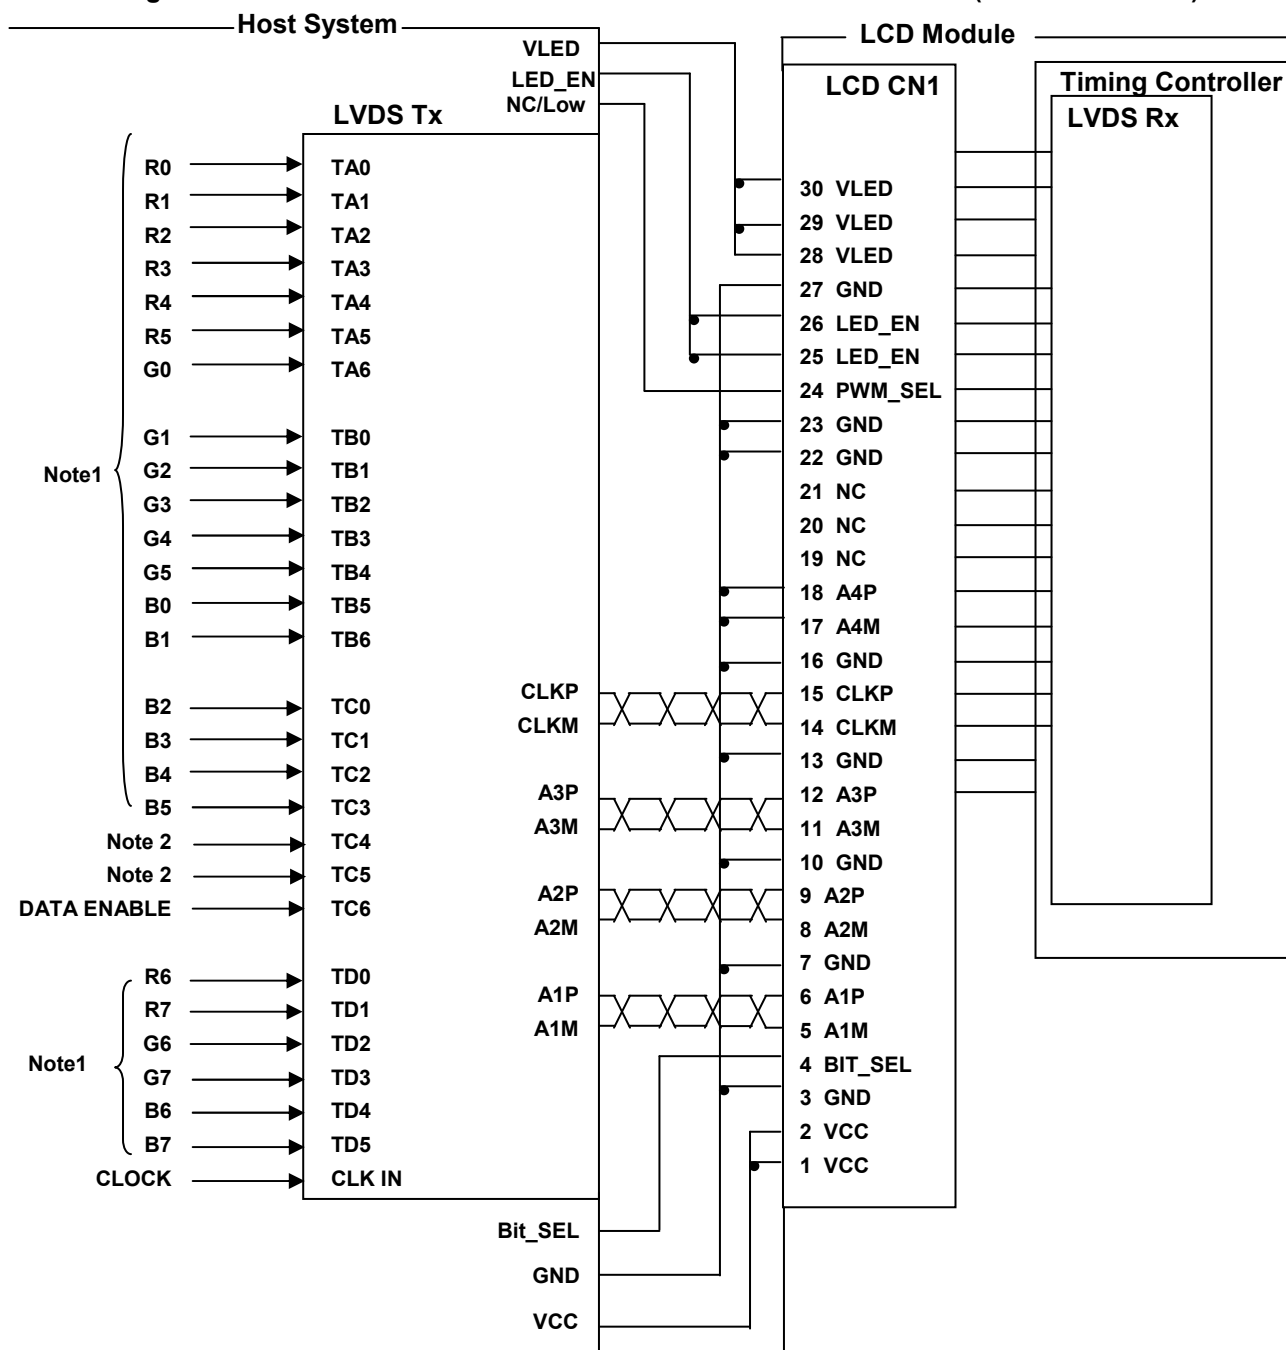 Host System
LCD Module
VLED
LED_EN
NC/Low
LVDS Tx
LCD CN1
Timing Controller
LVDS Rx
R0 TA0
R1 TA1
R2 TA2
R3 TA3
R4 TA4
R5 TA5
G0 TA6
G1 TB0
G2 TB1
Note1
G3 TB2
G4 TB3
G5 TB4
B0 TB5
B1 TB6
B2 TC0
B3 TC1
B4 TC2
B5 TC3
Note 2 TC4
Note 2 TC5
DATA ENABLE TC6
R6 TD0
R7 TD1
G6 TD2
Note1
G7 TD3
B6 TD4
B7 TD5
CLOCK CLK IN
CLKP
CLKM
A3P
A3M
A2P
A2M
A1P
A1M
Bit_SEL
GND
VCC
30 VLED
29 VLED
28 VLED
27 GND
26 LED_EN
25 LED_EN
24 PWM_SEL
23 GND
22 GND
21 NC
20 NC
19 NC
18 A4P
17 A4M
16 GND
15 CLKP
14 CLKM
13 GND
12 A3P
11 A3M
10 GND
9 A2P
8 A2M
7 GND
6 A1P
5 A1M
4 BIT_SEL
3 GND
2 VCC
1 VCC